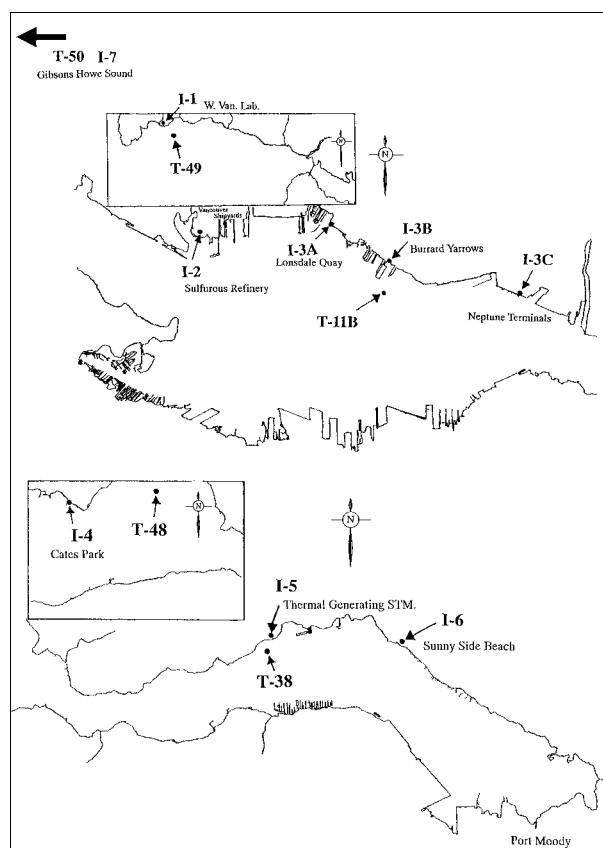 T-50 I-7
Gibsons Howe Sound
I-1 W. Van. Lab.
N
T-49
N
Vancouver
Shipyards
I-2
Sulfurous Refinery
I-3A
Lonsdale Quay
I-3B
Burrard Yarrows
I-3C
Neptune Terminals
T-11B
I-4
Cates Park
T-48
N
N
I-5
Thermal Generating STM.
T-38
I-6
Sunny Side Beach
Port Moody